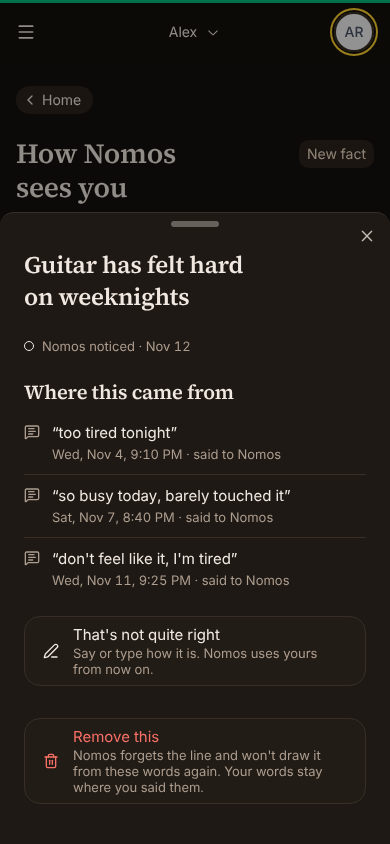 Alex
AR
Home
How Nomos
sees you
New fact
Guitar has felt hard
on weeknights
Nomos noticed · Nov 12
Where this came from
“too tired tonight”
Wed, Nov 4, 9:10 PM · said to Nomos
“so busy today, barely touched it”
Sat, Nov 7, 8:40 PM · said to Nomos
“don't feel like it, I'm tired”
Wed, Nov 11, 9:25 PM · said to Nomos
That's not quite right
Say or type how it is. Nomos uses yours
from now on.
Remove this
Nomos forgets the line and won't draw it
from these words again. Your words stay
where you said them.